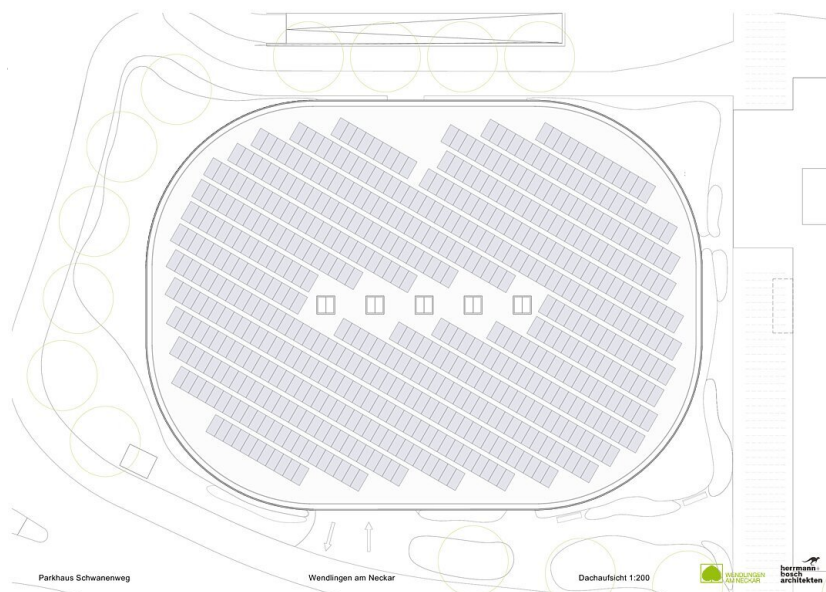 Parkhaus Schwanenweg
Wendlingen am Neckar
Dachaufsicht 1:200
WENDLINGEN
AM NECKAR
herrmann+
bosch
architekten